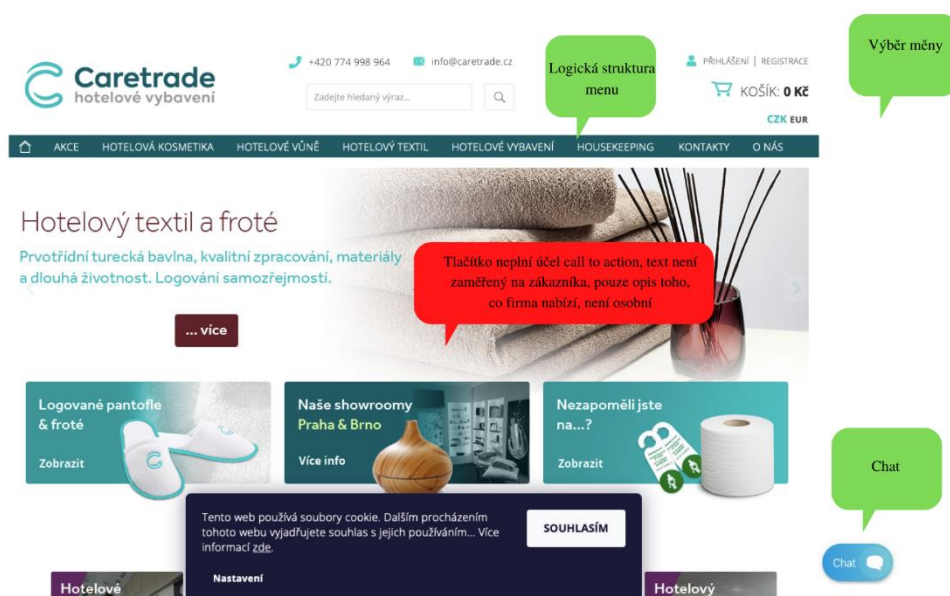 Výběr měny
Caretrade
hotelové vybavení
+420 774 998 964
info@caretrade.cz
PŘIHLÁŠENÍ | REGISTRACE
Zadejte hledaný výraz...
Logická struktura
menu
KOŠÍK: 0 Kč
CZK EUR
AKCE HOTELOVÁ KOSMETIKA HOTELOVÉ VŮNĚ HOTELOVÝ TEXTIL HOTELOVÉ VYBAVENÍ HOUSEKEEPING KONTAKTY O NÁS
Hotelový textil a froté
Prvotřídní turecká bavlna, kvalitní zpracování, materiály
a dlouhá životnost. Logování samozřejmostí.
Tlačítko neplní účel call to action, text není
zaměřený na zákazníka, pouze opis toho,
co firma nabízí, není osobní
... více
Logované pantofle
& froté
Zobrazit
Naše showroomy
Praha & Brno
Více info
Nezapoměli jste
na...?
Zobrazit
Chat
Tento web používá soubory cookie. Dalším procházením
tohoto webu vyjadřujete souhlas s jejich používáním... Více
informací zde.
SOUHLASÍM
Nastavení
Chat
Hotelové
Hotelový